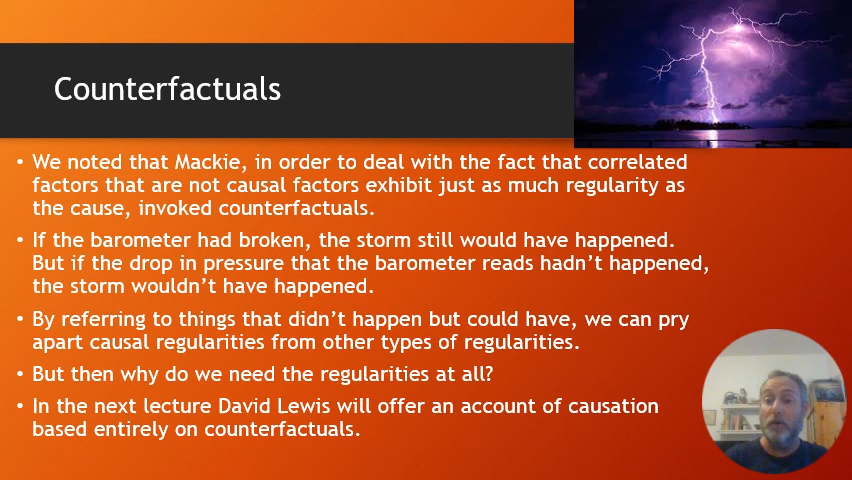 Counterfactuals
• We noted that Mackie, in order to deal with the fact that correlated
factors that are not causal factors exhibit just as much regularity as
the cause, invoked counterfactuals.
• If the barometer had broken, the storm still would have happened.
But if the drop in pressure that the barometer reads hadn’t happened,
the storm wouldn’t have happened.
• By referring to things that didn’t happen but could have, we can pry
apart causal regularities from other types of regularities.
• But then why do we need the regularities at all?
• In the next lecture David Lewis will offer an account of causation
based entirely on counterfactuals.